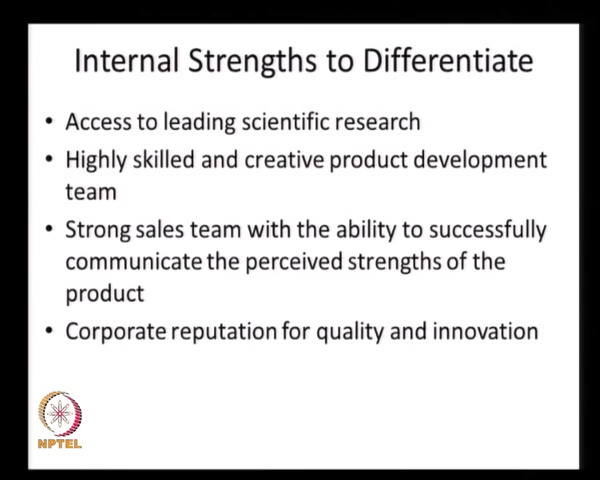 Internal Strengths to Differentiate
• Access to leading scientific research
• Highly skilled and creative product development
team
• Strong sales team with the ability to successfully
communicate the perceived strengths of the
product
• Corporate reputation for quality and innovation
NPTEL